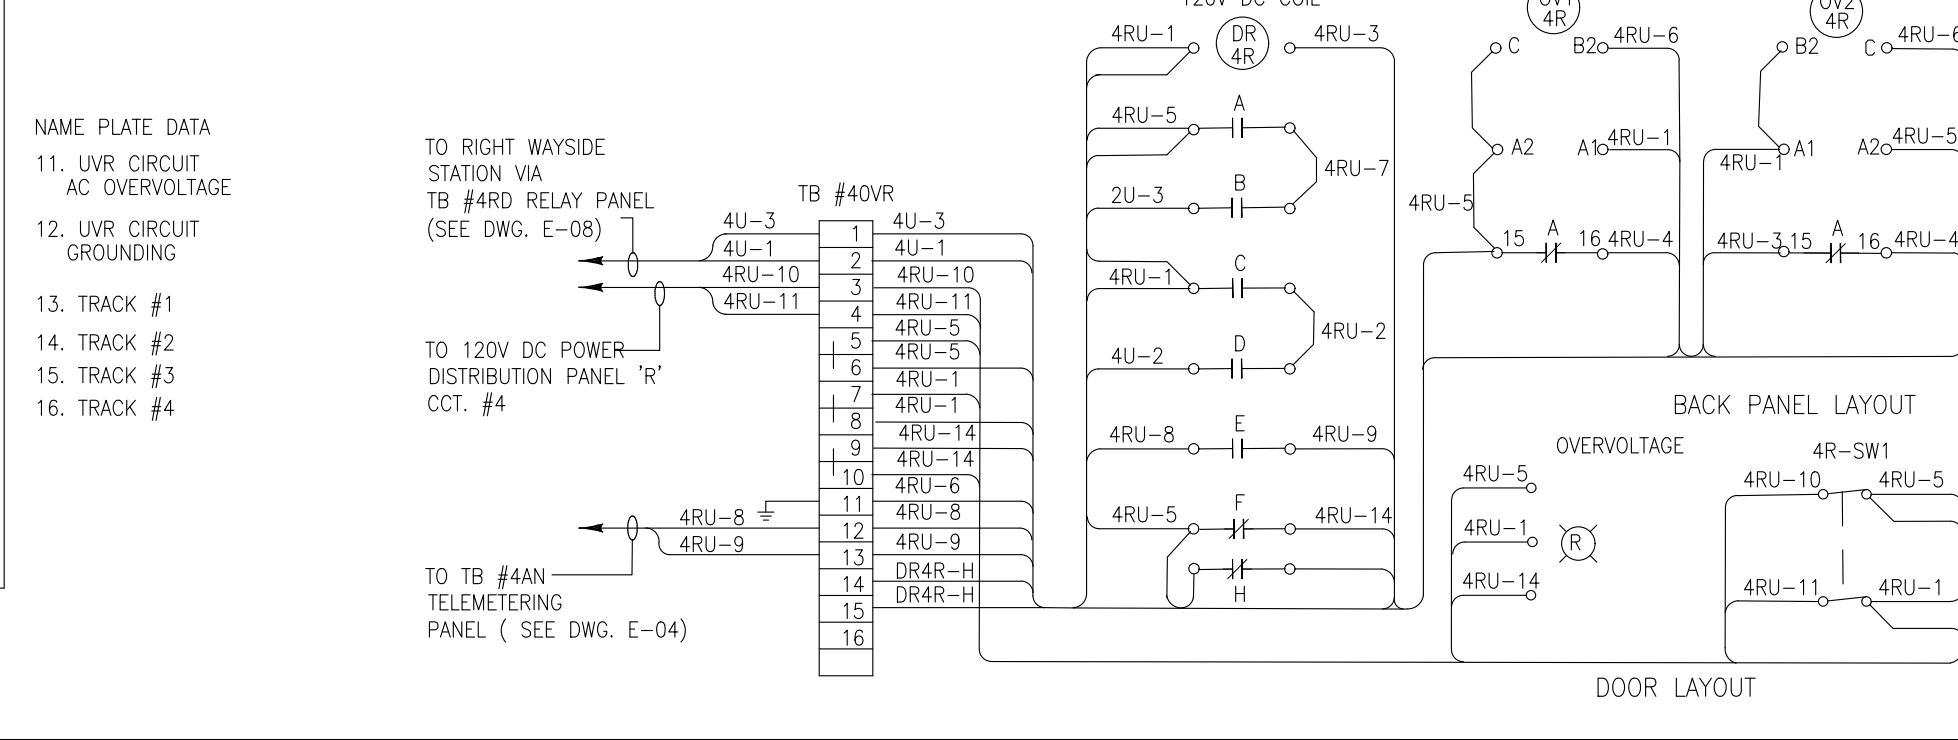 NAME PLATE DATA
11. UVR CIRCUIT
AC OVERVOLTAGE
12. UVR CIRCUIT
GROUNDING
13. TRACK #1
14. TRACK #2
15. TRACK #3
16. TRACK #4
TO RIGHT WAYSIDE
STATION VIA
TB #4RD RELAY PANEL
(SEE DWG. E-08)
TO 120V DC POWER
DISTRIBUTION PANEL 'R'
CCT. #4
TO TB #4AN
TELEMETERING
PANEL ( SEE DWG. E-04)
TB #40VR
4U-3 1 4U-3
4U-1 2 4U-1
4RU-10 3 4RU-10
4RU-11 4 4RU-11
5 4RU-5
6 4RU-5
7 4RU-1
8 4RU-1
9 4RU-14
10 4RU-14
11 4RU-6
4RU-8 12 4RU-8
4RU-9 13 4RU-9
14 DR4R-H
15 DR4R-H
16
120V DC COIL
4RU-1 DR 4RU-3
4R
4RU-5 A
4RU-7
2U-3 B
4RU-1 C
4RU-2
4U-2 D
4RU-8 E 4RU-9
4RU-5 F 4RU-14
H
OV1
4R
C B2 4RU-6
A2 A1 4RU-1
4RU-5
15 A 16 4RU-4
OV2
4R
B2 C 4RU-6
4RU-1 A1 A2 4RU-5
4RU-3 15 A 16 4RU-4
BACK PANEL LAYOUT
OVERVOLTAGE
4RU-5
4RU-1 R
4RU-14
4R-SW1
4RU-10 4RU-5
4RU-11 4RU-1
DOOR LAYOUT